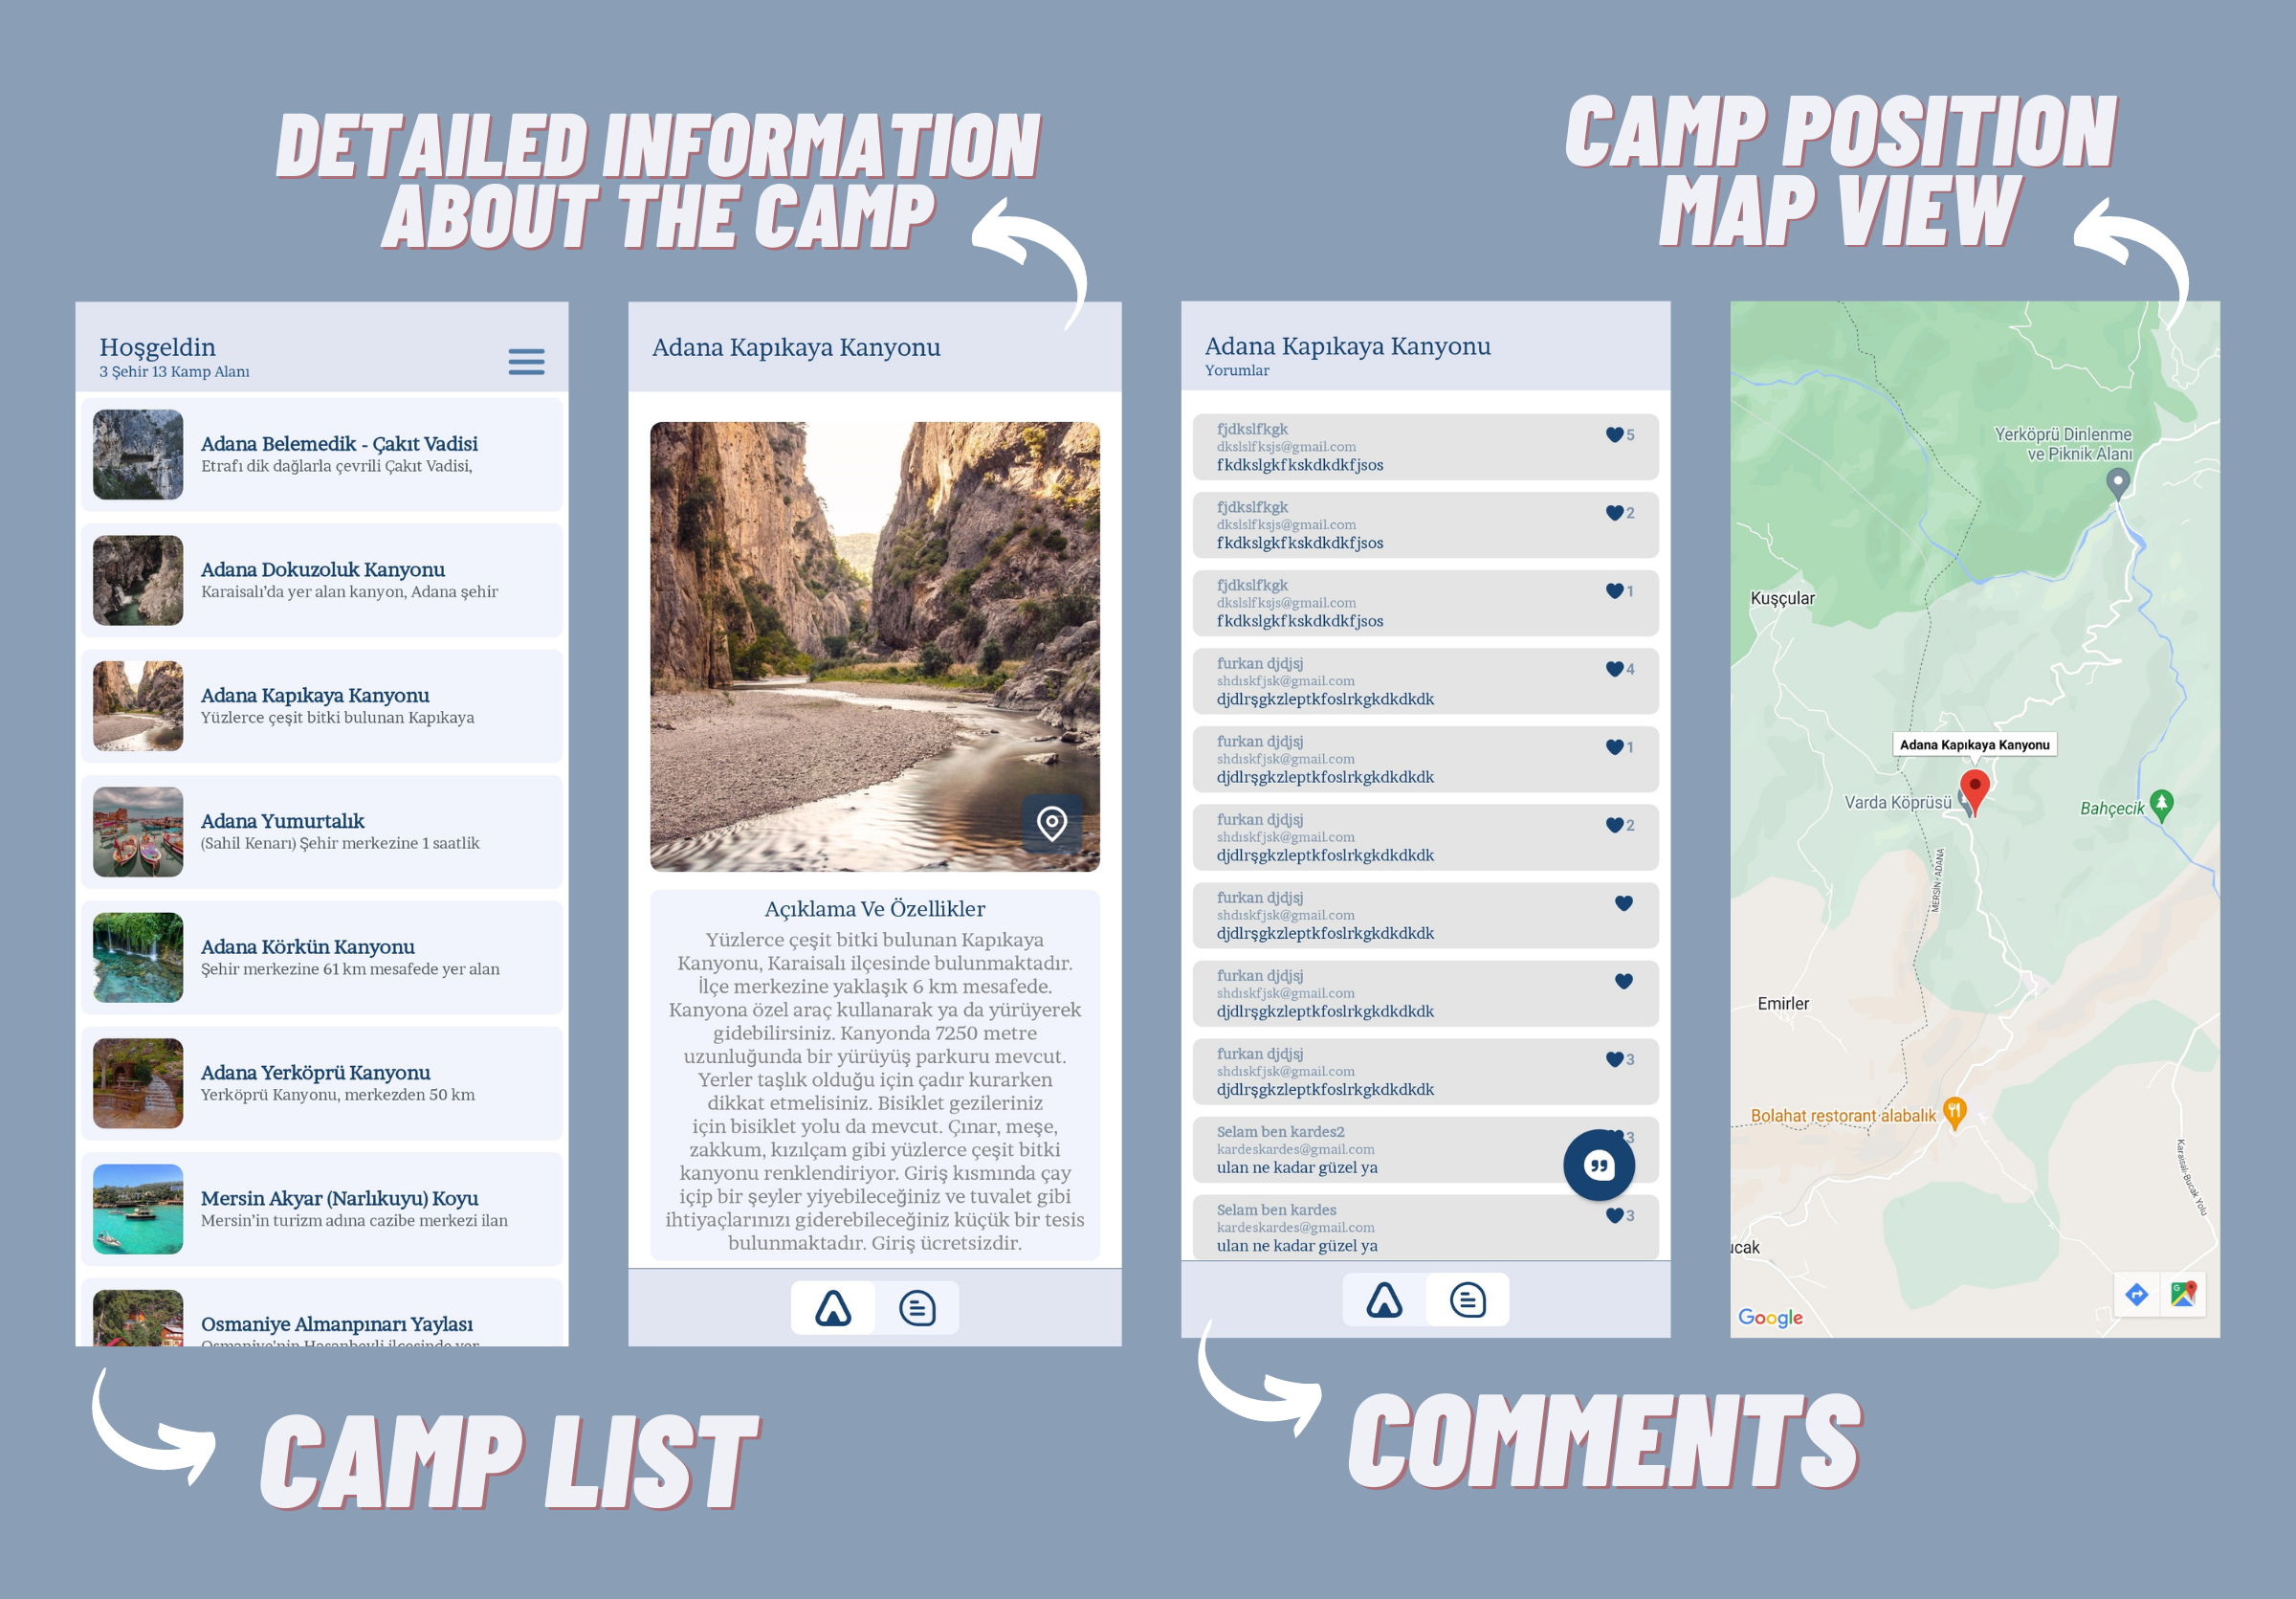 DETAILED INFORMATION
ABOUT THE CAMP
CAMP POSITION
MAP VIEW
Hoşgeldin
3 Şehir 13 Kamp Alanı
Adana Belemedik - Çakıt Vadisi
Etrafı dik dağlarla çevrili Çakıt Vadisi,
Adana Dokuzoluk Kanyonu
Karaisalı'da yer alan kanyon, Adana şehir
Adana Kapıkaya Kanyonu
Yüzlerce çeşit bitki bulunan Kapıkaya
Adana Yumurtalık
(Sahil Kenarı) Şehir merkezine 1 saatlik
Adana Körkün Kanyonu
Şehir merkezine 61 km mesafede yer alan
Adana Yerköprü Kanyonu
Yerköprü Kanyonu, merkezden 50 km
Mersin Akyar (Narlıkuyu) Koyu
Mersin'in turizm adına cazibe merkezi ilan
Osmaniye Almanpınarı Yaylası
Osmaniye'nin Hasanbeyli ilçesinde yer
CAMP LIST
Adana Kapıkaya Kanyonu
Açıklama Ve Özellikler
Yüzlerce çeşit bitki bulunan Kapıkaya
Kanyonu, Karaisalı ilçesinde bulunmaktadır.
İlçe merkezine yaklaşık 6 km mesafede.
Kanyona özel araç kullanarak ya da yürüyerek
gidebilirsiniz. Kanyonda 7250 metre
uzunluğunda bir yürüyüş parkuru mevcut.
Yerler taşlık olduğu için çadır kurarken
dikkat etmelisiniz. Bisiklet gezileriniz
için bisiklet yolu da mevcut. Çınar, meşe,
zakkum, kızılçam gibi yüzlerce çeşit bitki
kanyonu renklendiriyor. Giriş kısmında çay
içip bir şeyler yiyebileceğiniz ve tuvalet gibi
ihtiyaçlarınızı giderebileceğiniz küçük bir tesis
bulunmaktadır. Giriş ücretsizdir.
Adana Kapıkaya Kanyonu
Yorumlar
fjdkslfkgk
5
dkslslfksjs@gmail.com
fkdkslgkfkskdkdkfjsos
fjdkslfkgk
2
dkslslfksjs@gmail.com
fkdkslgkfkskdkdkfjsos
fjdkslfkgk
1
dkslslfksjs@gmail.com
fkdkslgkfkskdkdkfjsos
furkan djdjsj
4
shdıskfjsk@gmail.com
djdlrşgkzleptkfoslrkgkdkdkdk
furkan djdjsj
1
shdıskfjsk@gmail.com
djdlrşgkzleptkfoslrkgkdkdkdk
furkan djdjsj
2
shdıskfjsk@gmail.com
djdlrşgkzleptkfoslrkgkdkdkdk
furkan djdjsj
shdıskfjsk@gmail.com
djdlrşgkzleptkfoslrkgkdkdkdk
furkan djdjsj
shdıskfjsk@gmail.com
djdlrşgkzleptkfoslrkgkdkdkdk
furkan djdjsj
3
shdıskfjsk@gmail.com
djdlrşgkzleptkfoslrkgkdkdkdk
Selam ben kardes2
3
kardeskardes@gmail.com
ulan ne kadar güzel ya
Selam ben kardes
3
kardeskardes@gmail.com
ulan ne kadar güzel ya
COMMENTS
Yerköprü Dinlenme
ve Piknik Alanı
Kuşçular
Adana Kapıkaya Kanyonu
Varda Köprüsü
Bahçecik
MERSİN - ADANA
Emirler
Bolahat restorant alabalık
Karaisalı-Bucak Yolu
ucak
Google